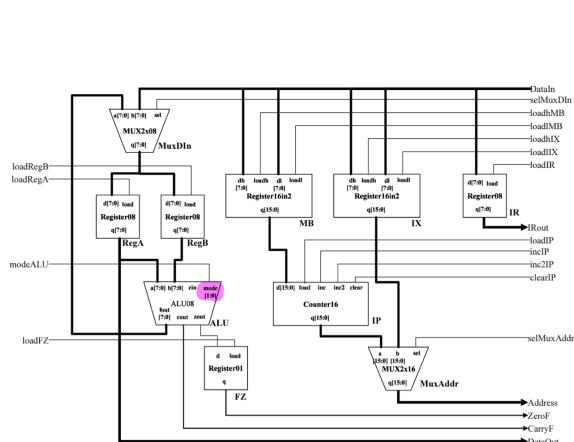 DataIn
selMuxDIn
a[7:0] b[7:0] sel
loadhMB
MUX2x08
loadlMB
q[7:0]
MuxDIn
loadhIX
loadlIX
loadRegB
loadIR
loadRegA
dh loadh dl loadl
[7:0] [7:0]
Register16in2
q[15:0]
MB
dh loadh dl loadl
[7:0] [7:0]
Register16in2
q[15:0]
IX
d[7:0] load
Register08
q[7:0]
IR
d[7:0] load
Register08
q[7:0]
RegA
d[7:0] load
Register08
q[7:0]
RegB
IRout
loadIP
incIP
inc2IP
clearIP
modeALU
a[7:0] b[7:0] cin mode
[1:0]
ALU08
fout
[7:0] cout zout
ALU
d[15:0] load inc inc2 clear
Counter16
q[15:0]
IP
loadFZ
selMuxAddr
d load
Register01
q
FZ
a b sel
[15:0] [15:0]
MUX2x16
q[15:0]
MuxAddr
Address
ZeroF
CarryF
DataOut